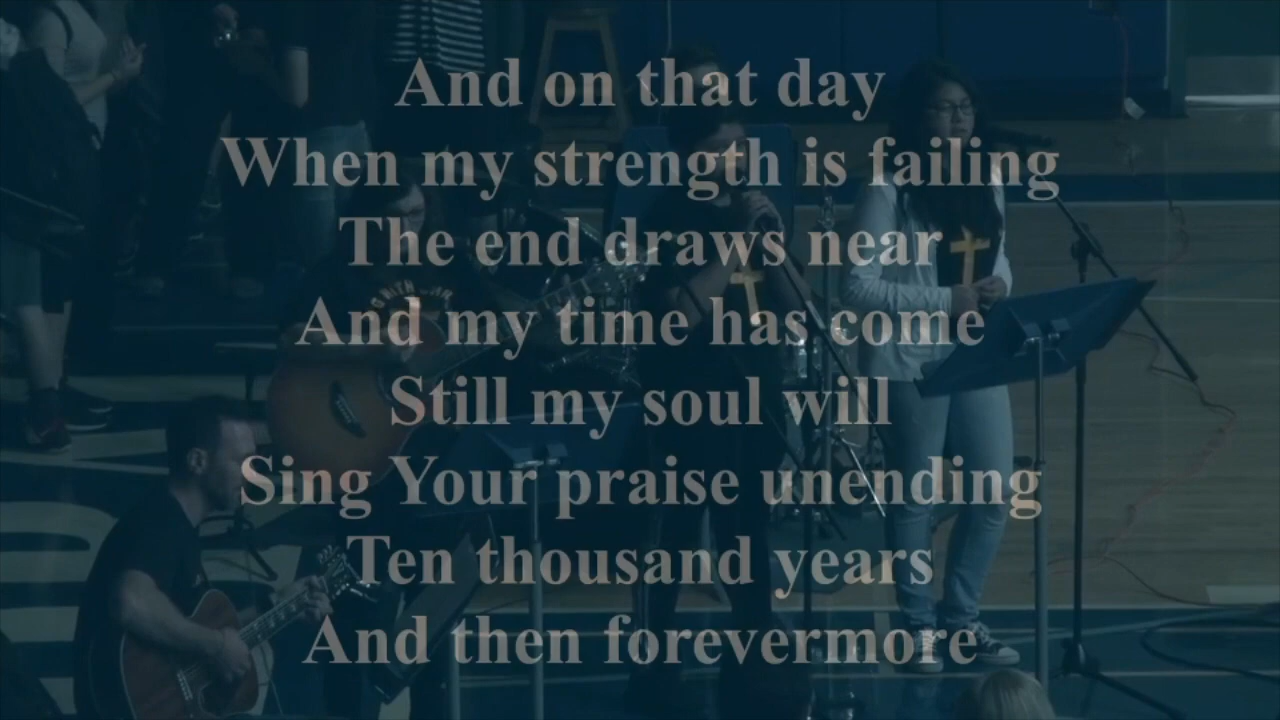 And on that day
When my strength is failing
The end draws near
And my time has come
Still my soul will
Sing Your praise unending
Ten thousand years
And then forevermore